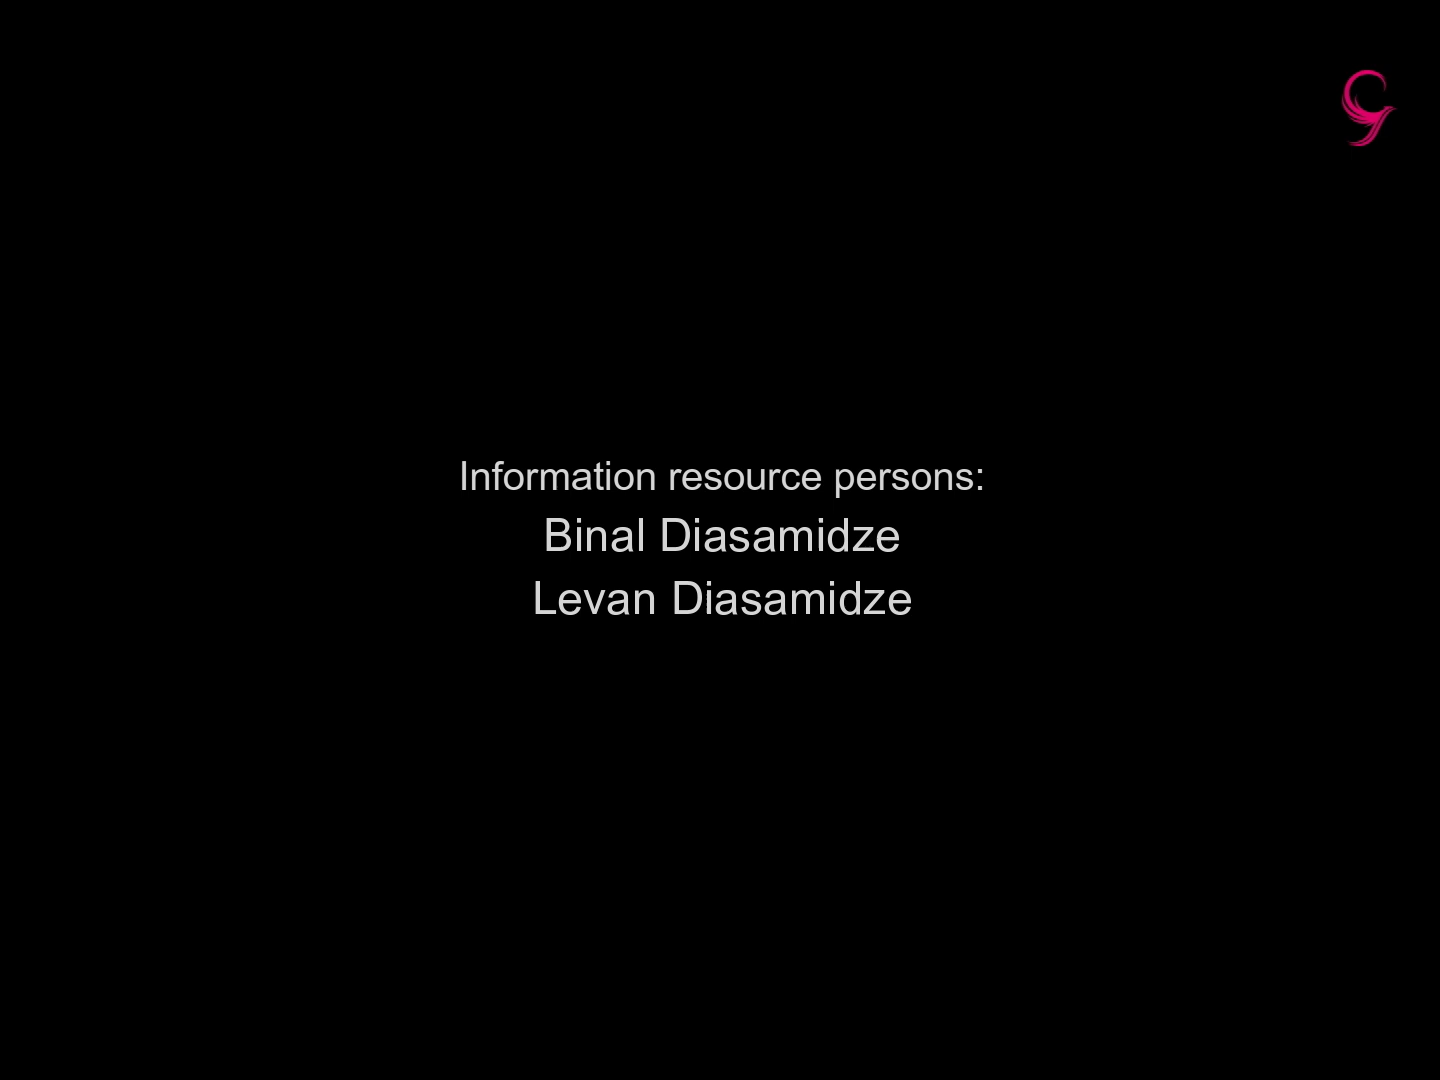 Information resource persons:
Binal Diasamidze
Levan Diasamidze